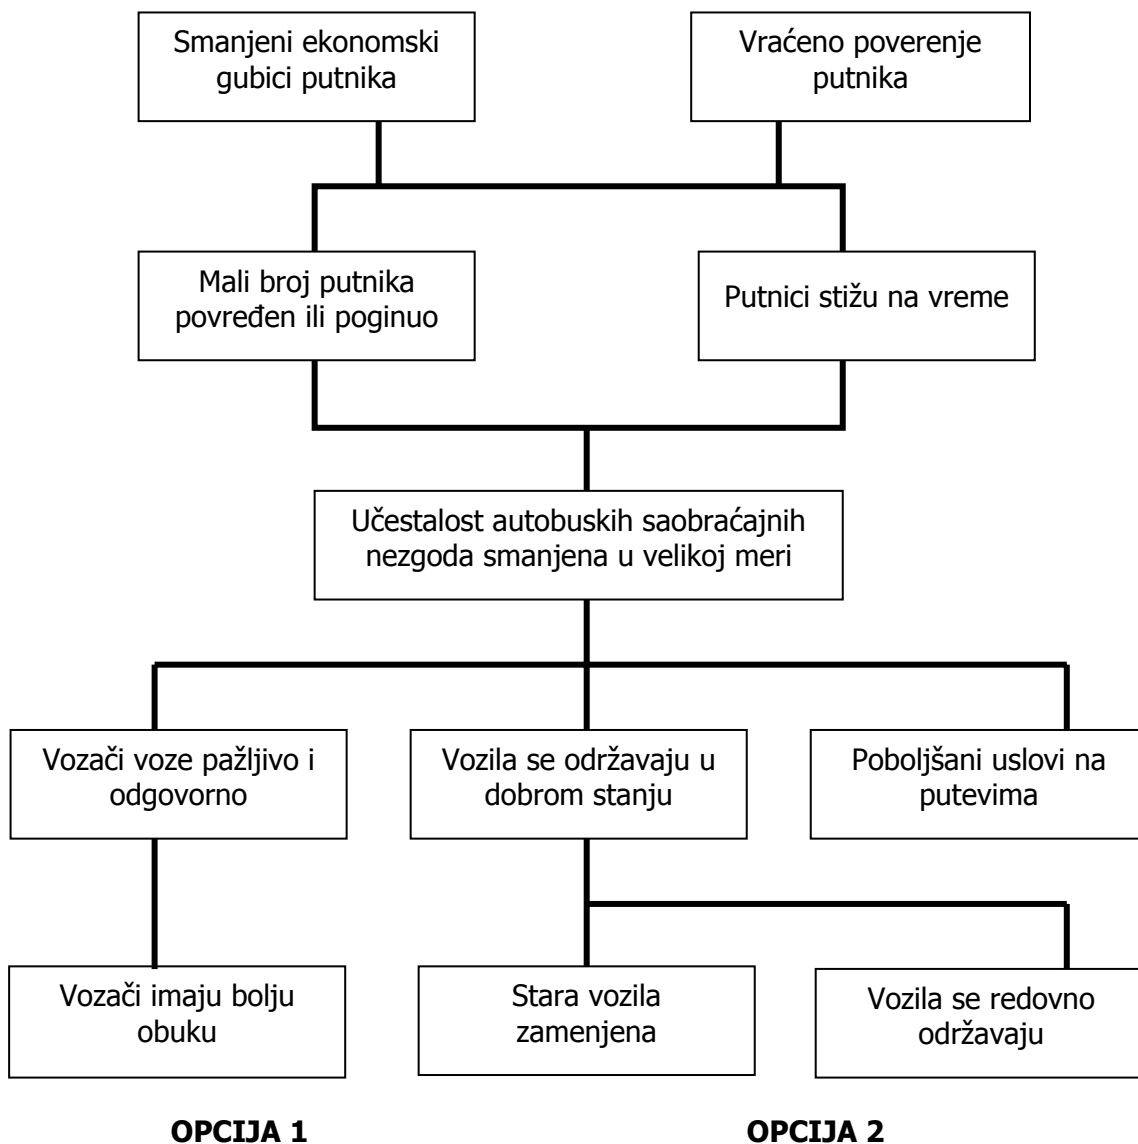 Smanjeni ekonomski
gubici putnika
Vraćeno poverenje
putnika
Mali broj putnika
povređen ili poginuo
Putnici stižu na vreme
Učestalost autobuskih saobraćajnih
nezgoda smanjena u velikoj meri
Vozači voze pažljivo i
odgovorno
Vozila se održavaju u
dobrom stanju
Poboljšani uslovi na
putevima
Vozači imaju bolju
obuku
Stara vozila
zamenjena
Vozila se redovno
održavaju
OPCIJA 1
OPCIJA 2